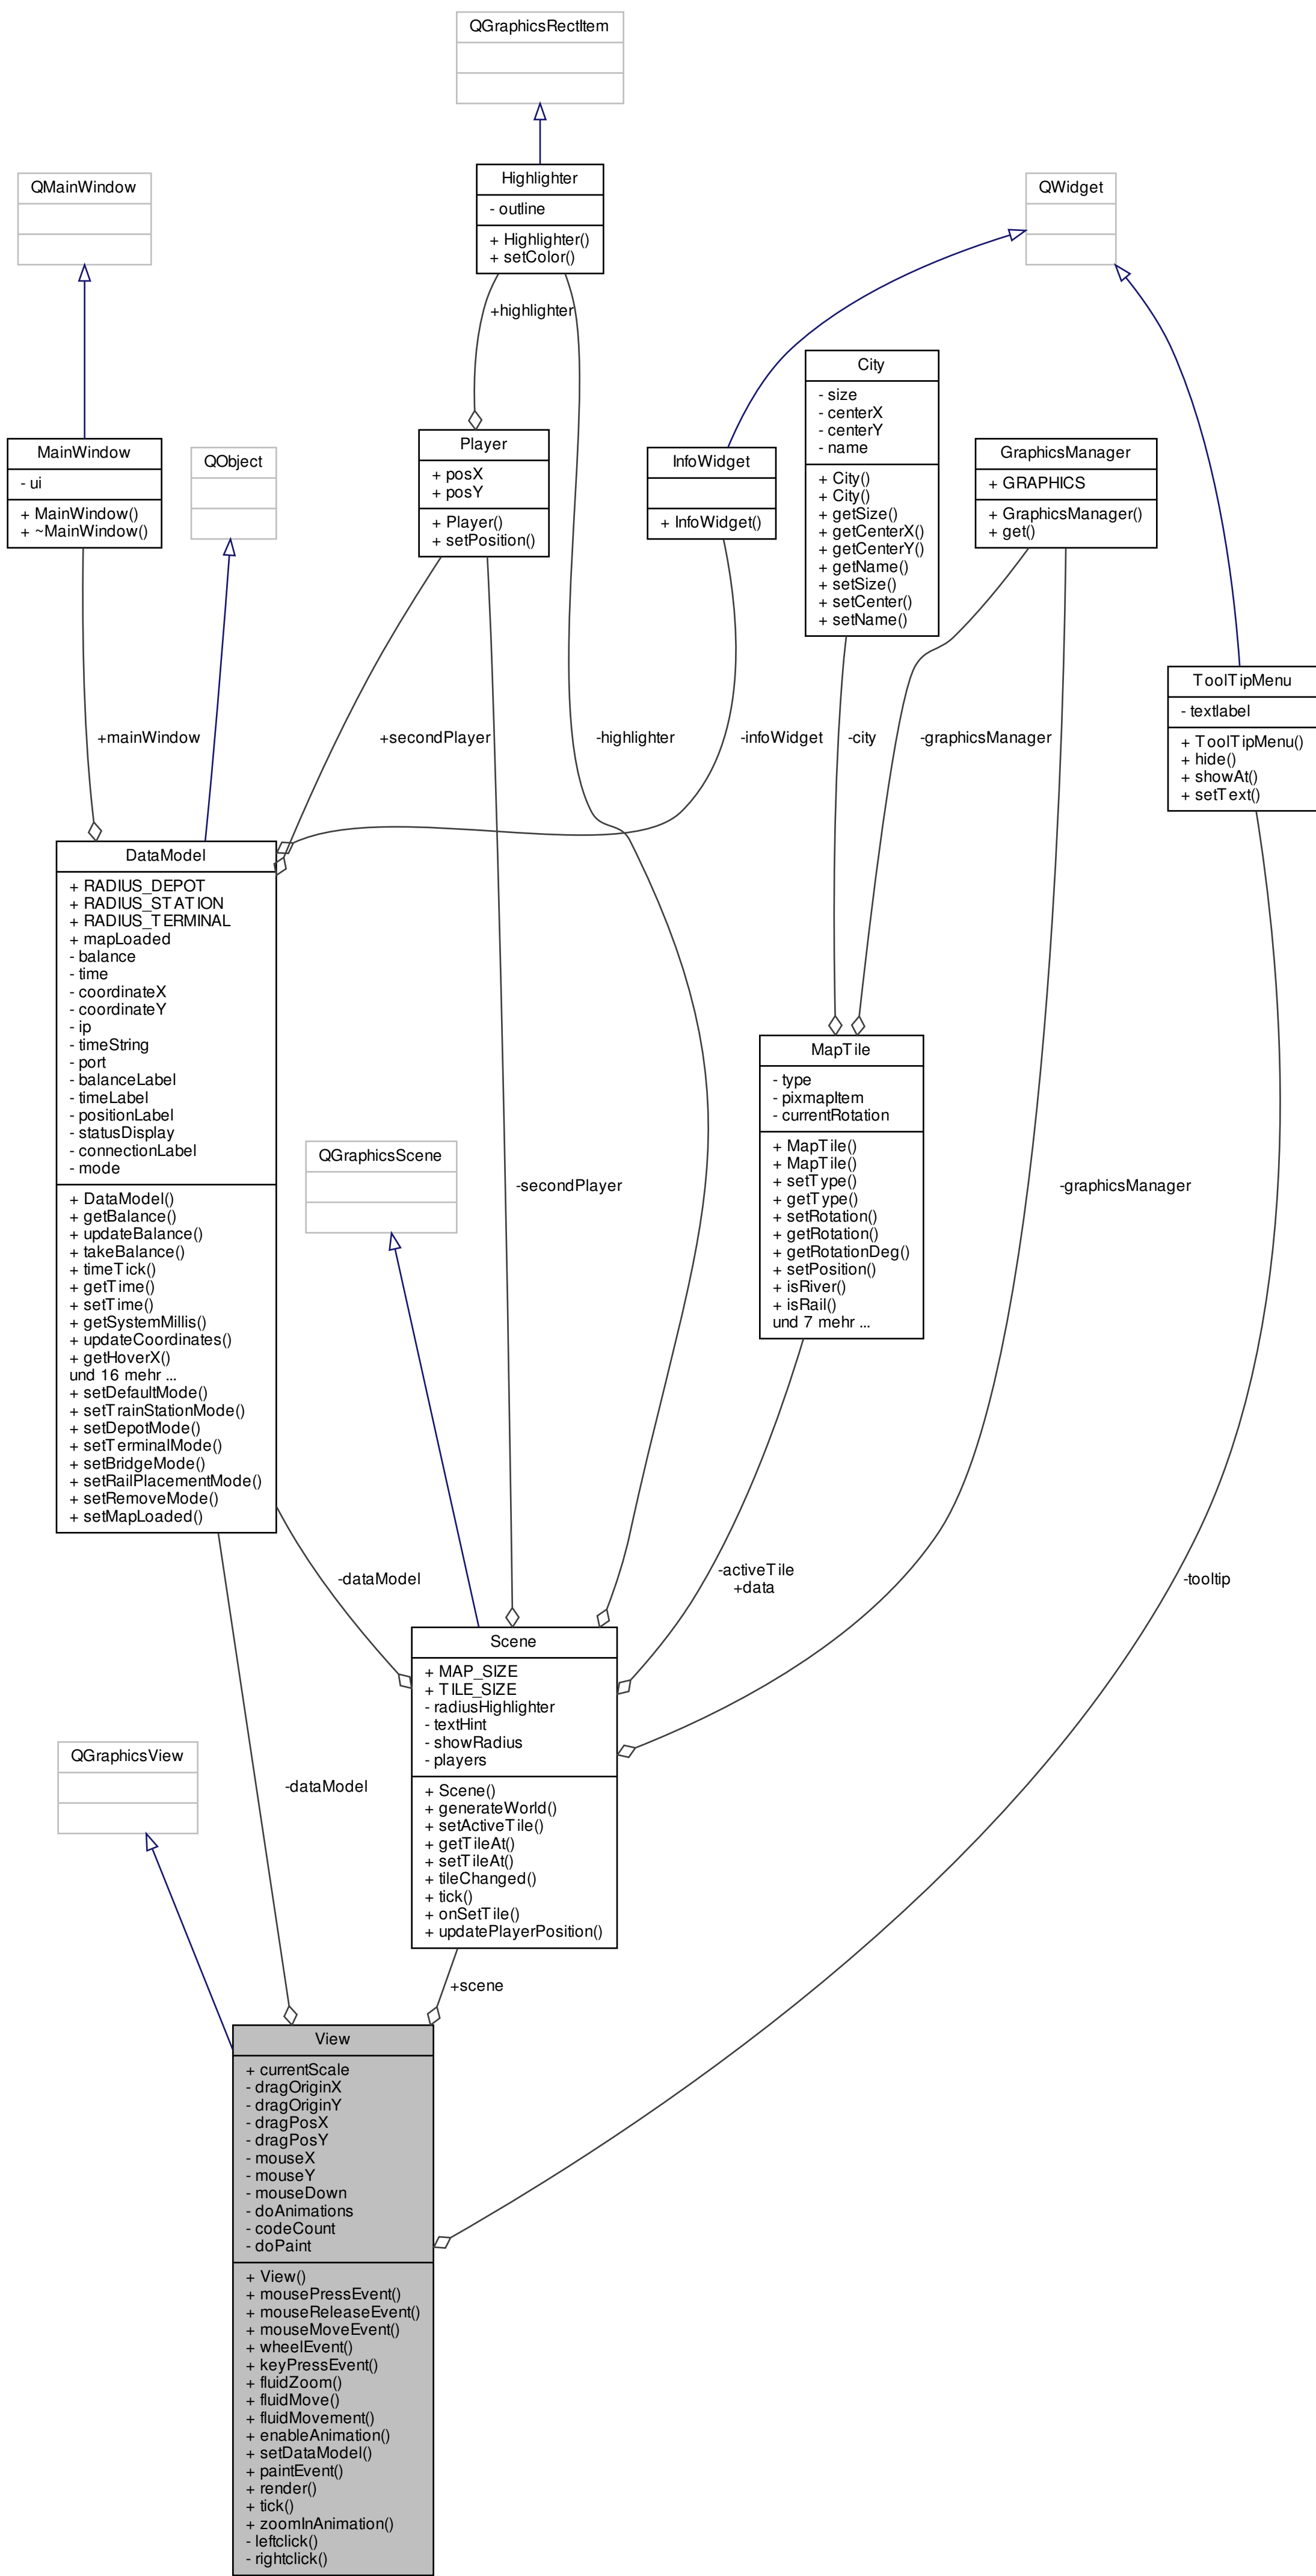 QGraphicsRectItem
Highlighter
- outline
+ Highlighter()
+ setColor()
QMainWindow
QWidget
+highlighter
City
- size
- centerX
- centerY
- name
+ City()
+ City()
+ getSize()
+ getCenterX()
+ getCenterY()
+ getName()
+ setSize()
+ setCenter()
+ setName()
MainWindow
- ui
+ MainWindow()
+ ~MainWindow()
QObject
Player
+ posX
+ posY
+ Player()
+ setPosition()
InfoWidget
+ InfoWidget()
GraphicsManager
+ GRAPHICS
+ GraphicsManager()
+ get()
ToolTipMenu
- textlabel
+ ToolTipMenu()
+ hide()
+ showAt()
+ setText()
+mainWindow
+secondPlayer
-highlighter
-infoWidget
-city
-graphicsManager
DataModel
+ RADIUS_DEPOT
+ RADIUS_STATION
+ RADIUS_TERMINAL
+ mapLoaded
- balance
- time
- coordinateX
- coordinateY
- ip
- timeString
- port
- balanceLabel
- timeLabel
- positionLabel
- statusDisplay
- connectionLabel
- mode
+ DataModel()
+ getBalance()
+ updateBalance()
+ takeBalance()
+ timeTick()
+ getTime()
+ setTime()
+ getSystemMillis()
+ updateCoordinates()
+ getHoverX()
und 16 mehr ...
+ setDefaultMode()
+ setTrainStationMode()
+ setDepotMode()
+ setTerminalMode()
+ setBridgeMode()
+ setRailPlacementMode()
+ setRemoveMode()
+ setMapLoaded()
MapTile
- type
- pixmapItem
- currentRotation
+ MapTile()
+ MapTile()
+ setType()
+ getType()
+ setRotation()
+ getRotation()
+ getRotationDeg()
+ setPosition()
+ isRiver()
+ isRail()
und 7 mehr ...
QGraphicsScene
-secondPlayer
-graphicsManager
-dataModel
-activeTile
+data
-tooltip
Scene
+ MAP_SIZE
+ TILE_SIZE
- radiusHighlighter
- textHint
- showRadius
- players
+ Scene()
+ generateWorld()
+ setActiveTile()
+ getTileAt()
+ setTileAt()
+ tileChanged()
+ tick()
+ onSetTile()
+ updatePlayerPosition()
QGraphicsView
-dataModel
+scene
View
+ currentScale
- dragOriginX
- dragOriginY
- dragPosX
- dragPosY
- mouseX
- mouseY
- mouseDown
- doAnimations
- codeCount
- doPaint
+ View()
+ mousePressEvent()
+ mouseReleaseEvent()
+ mouseMoveEvent()
+ wheelEvent()
+ keyPressEvent()
+ fluidZoom()
+ fluidMove()
+ fluidMovement()
+ enableAnimation()
+ setDataModel()
+ paintEvent()
+ render()
+ tick()
+ zoomInAnimation()
- leftclick()
- rightclick()